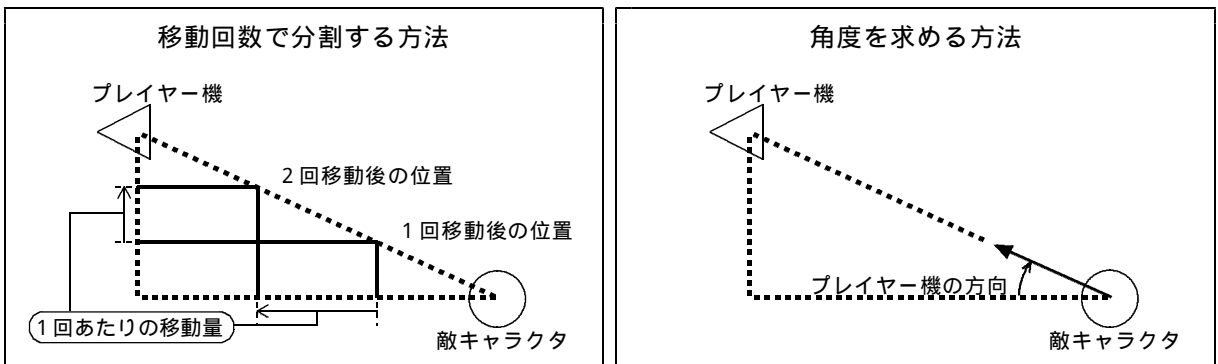 移動回数で分割する方法
プレイヤー機
2回移動後の位置
1回移動後の位置
1回あたりの移動量
敵キャラクタ
角度を求める方法
プレイヤー機
プレイヤー機の方向
敵キャラクタ